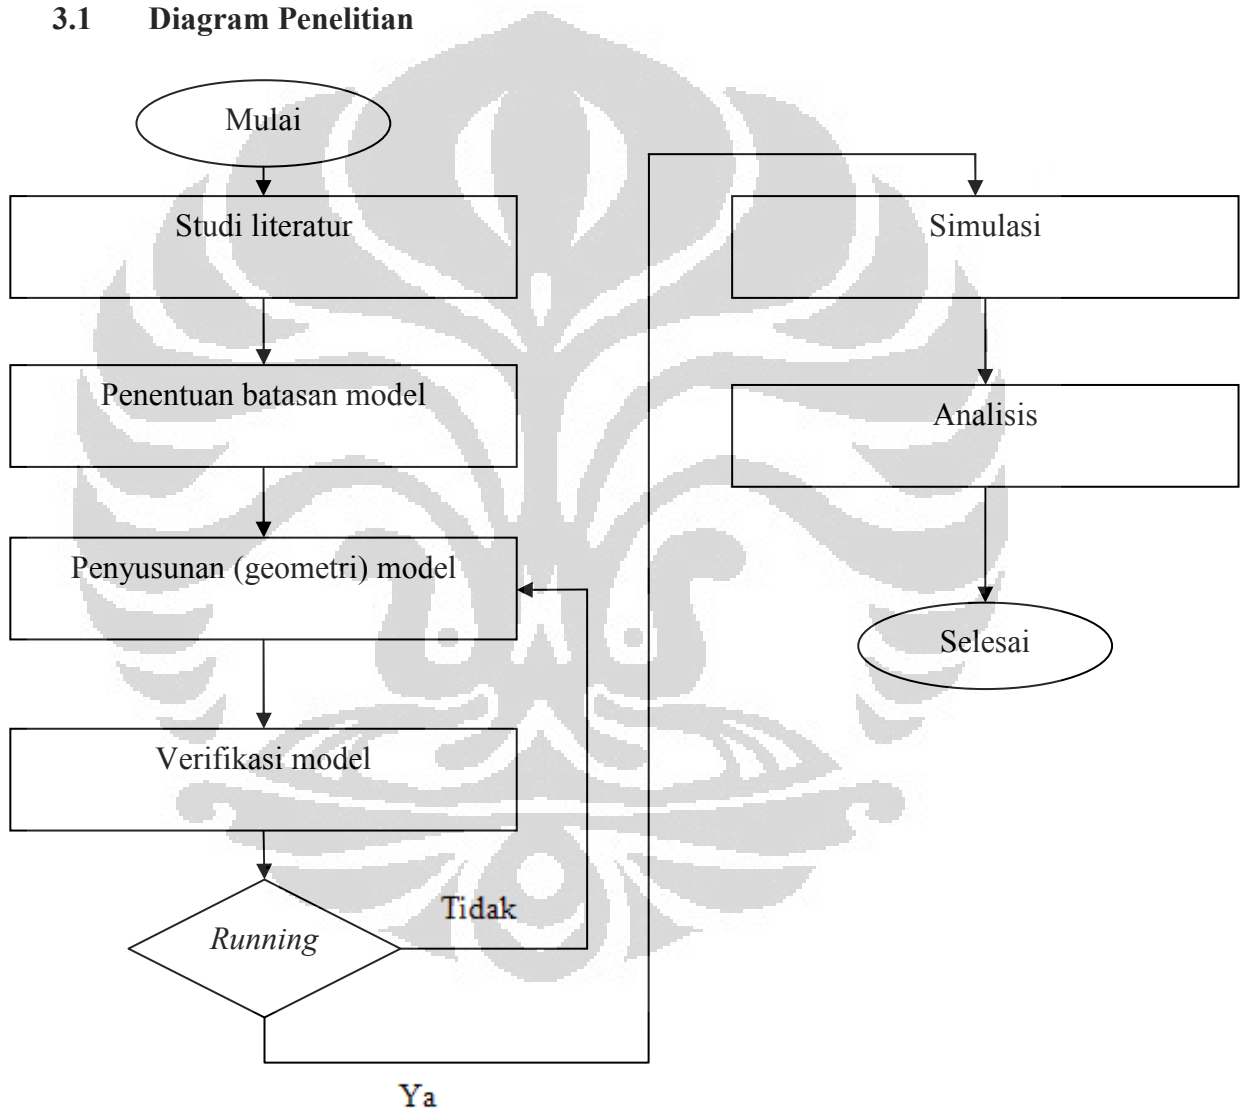 3.1 Diagram Penelitian
Mulai
Studi literatur
Penentuan batasan model
Penyusunan (geometri) model
Verifikasi model
Running
Tidak
Ya
Simulasi
Analisis
Selesai